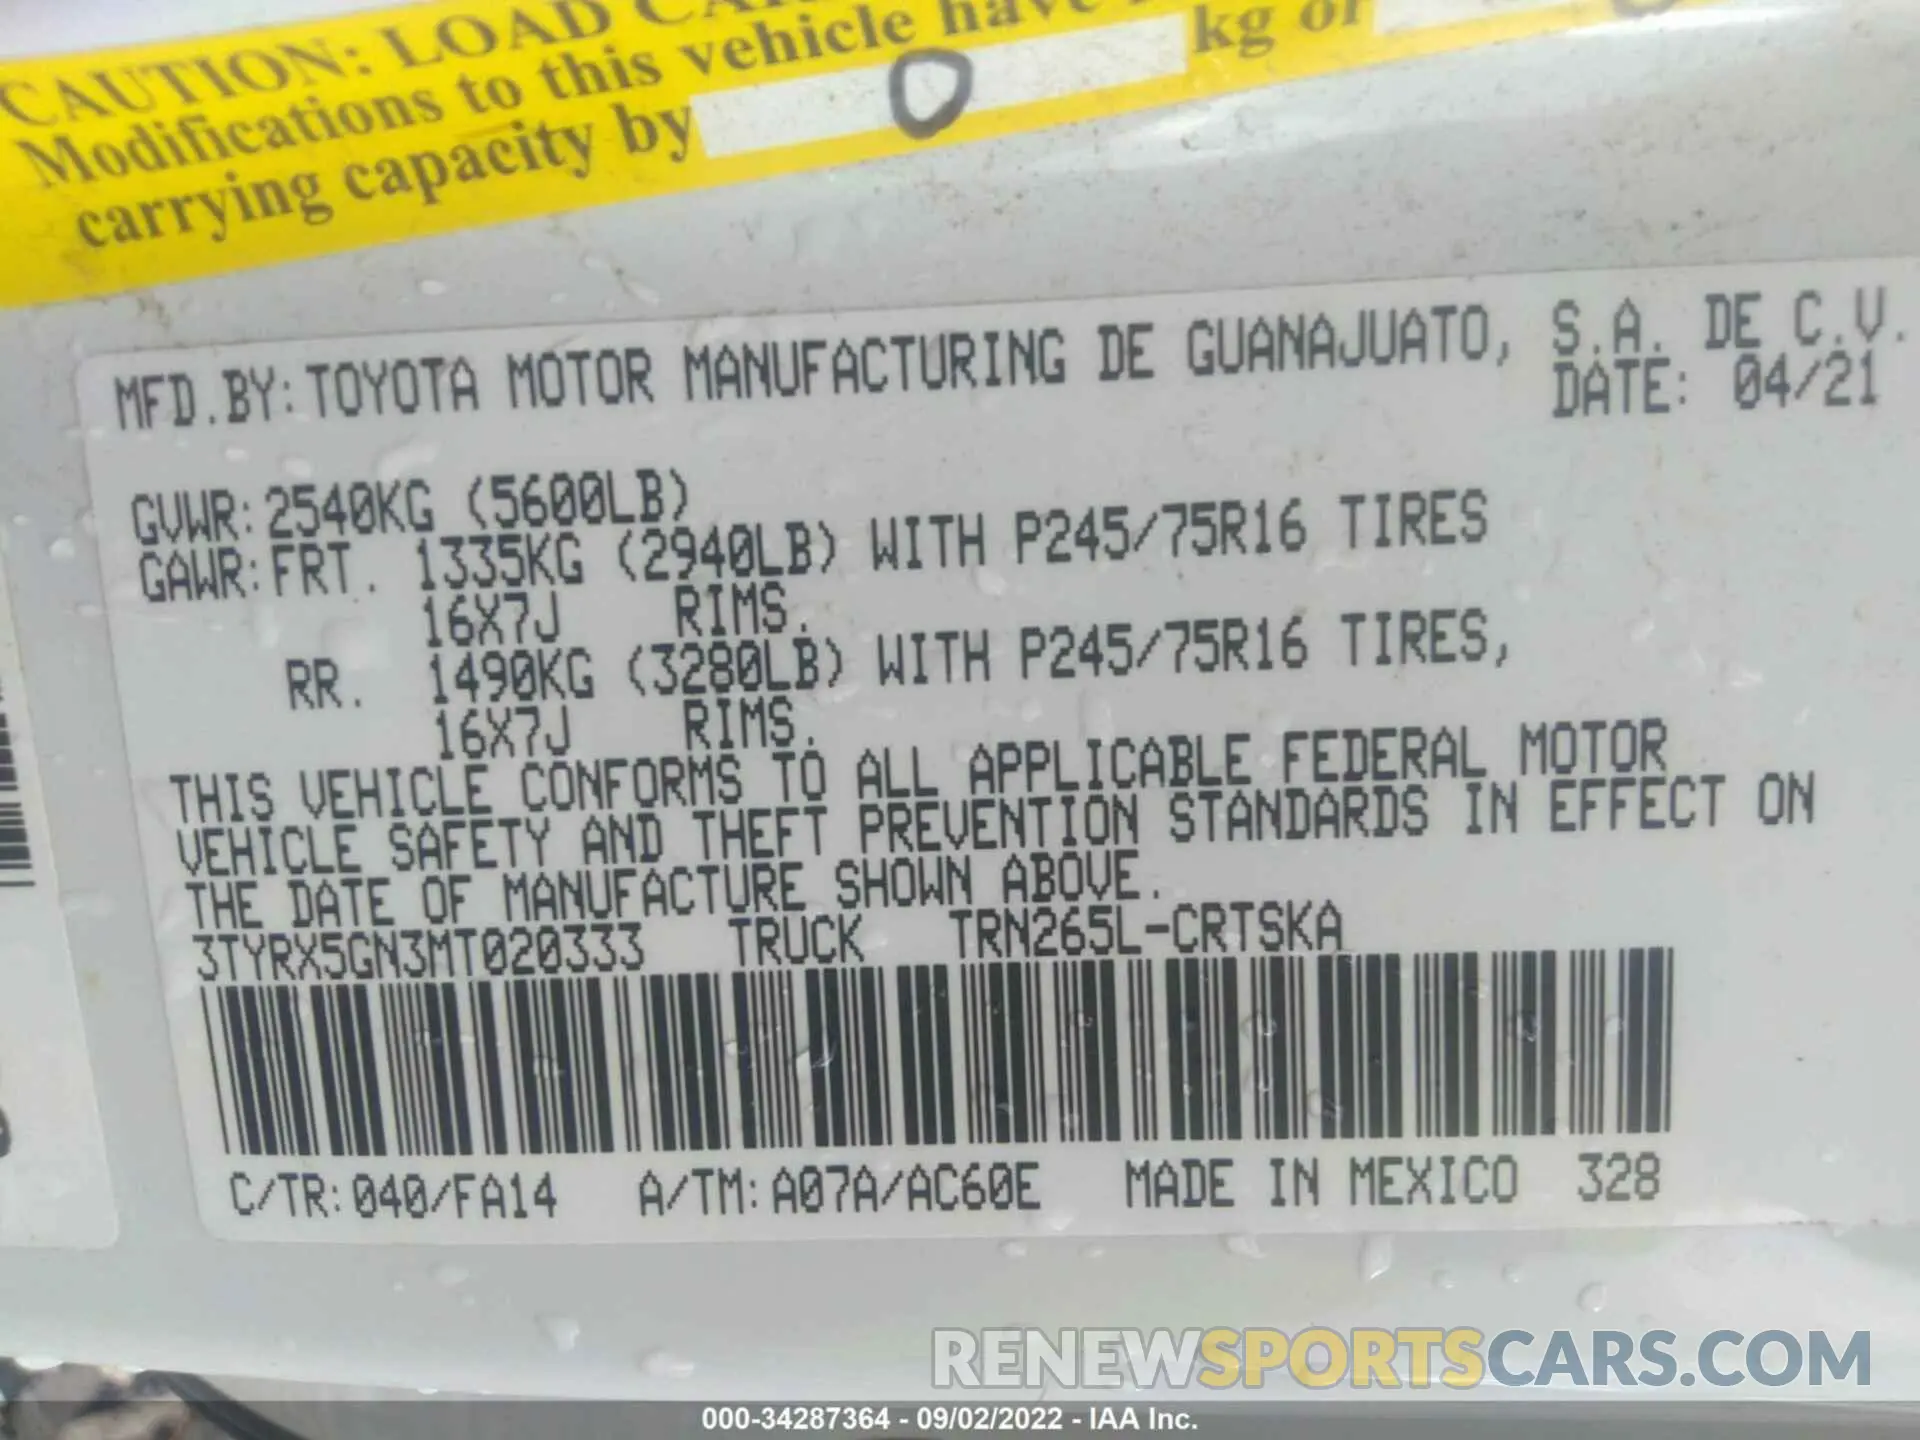 CAUTION: LOAD
Modifications to this vehicle have
carrying capacity by 0 kg or
MFD.BY: TOYOTA MOTOR MANUFACTURING DE GUANAJUATO, S.A. DE C.V.
DATE: 04/21
GVWR: 2540KG (5600LB)
GAWR: FRT. 1335KG (2940LB) WITH P245/75R16 TIRES
16X7J RIMS.
RR. 1490KG (3280LB) WITH P245/75R16 TIRES,
16X7J RIMS.
THIS VEHICLE CONFORMS TO ALL APPLICABLE FEDERAL MOTOR
VEHICLE SAFETY AND THEFT PREVENTION STANDARDS IN EFFECT ON
THE DATE OF MANUFACTURE SHOWN ABOVE.
3TYRX5GN3MT020333 TRUCK TRN265L-CRTSKA
C/TR: 040/FA14 A/TM: A07A/AC60E MADE IN MEXICO 328
RENEWSPORTSCARS.COM
000-34287364 - 09/02/2022 - IAA Inc.